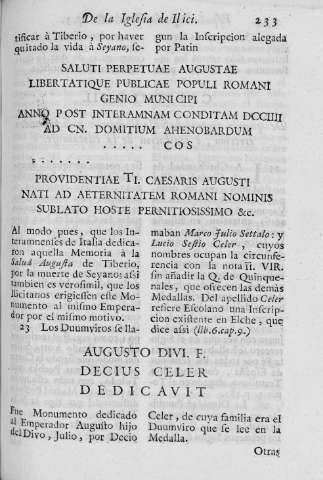 De la Iglesia de Ilici. 233
tificar à Tiberio, por haver
quitado la vida à Seyano, se-
gun la Inscripcion alegada
por Patin
SALUTI PERPETUAE AUGUSTAE
LIBERTATIQUE PUBLICAE POPULI ROMANI
GENIO MUNICIPI
ANNO POST INTERAMNAM CONDITAM DCCIIII
AD CN. DOMITIUM AHENOBARDUM
. . . . . COS
: . . . . . .
PROVIDENTIAE TI. CAESARIS AUGUSTI
NATI AD AETERNITATEM ROMANI NOMINIS
SUBLATO HOSTE PERNITIOSISSIMO &c.
Al modo pues, que los In-
teramnenses de Italia dedica-
ron aquella Memoria à la
Salud Augusta de Tiberio,
por la muerte de Seyano; assi
tambien es verosimil, que los
Ilicitanos erigiessen este Mo-
numento al mismo Empera-
dor por el mismo motivo.
23 Los Duumviros se lla-
maban Marco Julio Settalo: y
Lucio Sestio Celer, cuyos
nombres ocupan la circunfe-
rencia con la nota II. VIR.
sin añadir la Q. de Quinque-
nales, que ofrecen las demàs
Medallas. Del apellido Celer
refiere Escolano una Inscrip-
cion existente en Elche, que
dice assi (lib.6.cap.9.)
AUGUSTO DIVI. F.
DECIUS CELER
DEDICAVIT
Fue Monumento dedicado
al Emperador Augusto hijo
del Divo, Julio, por Decio
Celer, de cuya familia era el
Duumviro que se lee en la
Medalla.
Otras